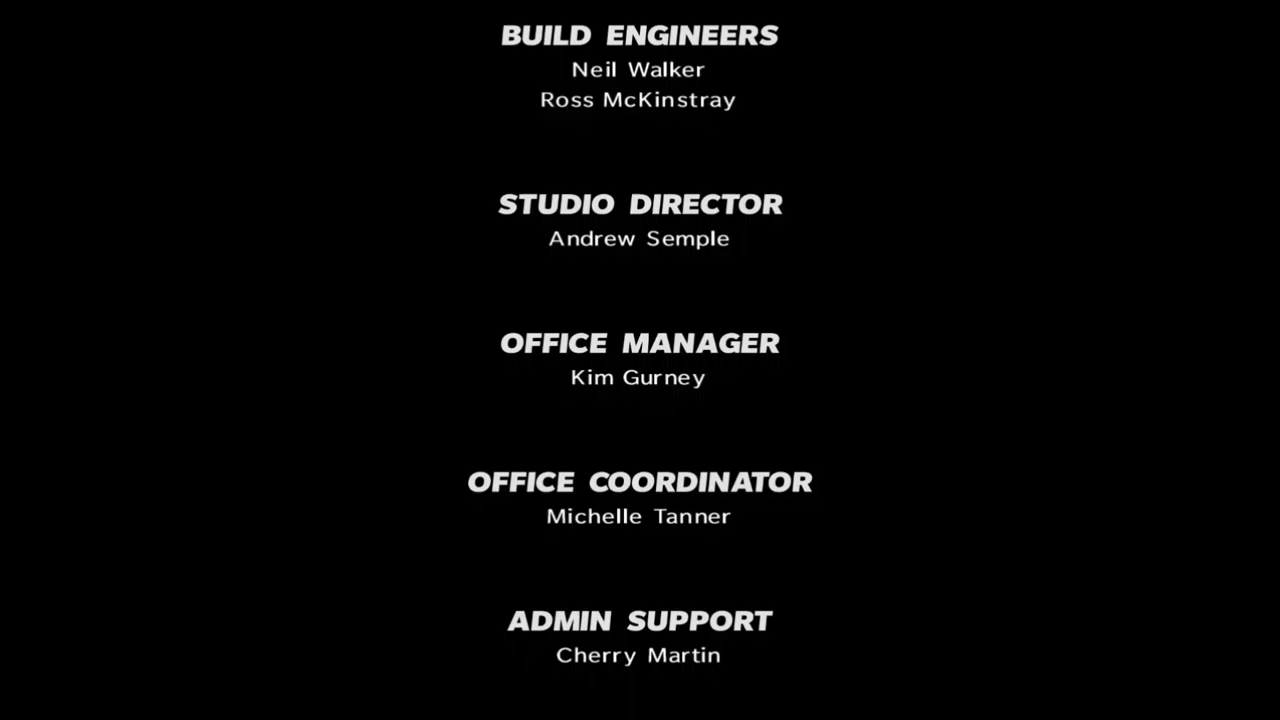 BUILD ENGINEERS
Neil Walker
Ross McKinstray
STUDIO DIRECTOR
Andrew Semple
OFFICE MANAGER
Kim Gurney
OFFICE COORDINATOR
Michelle Tanner
ADMIN SUPPORT
Cherry Martin